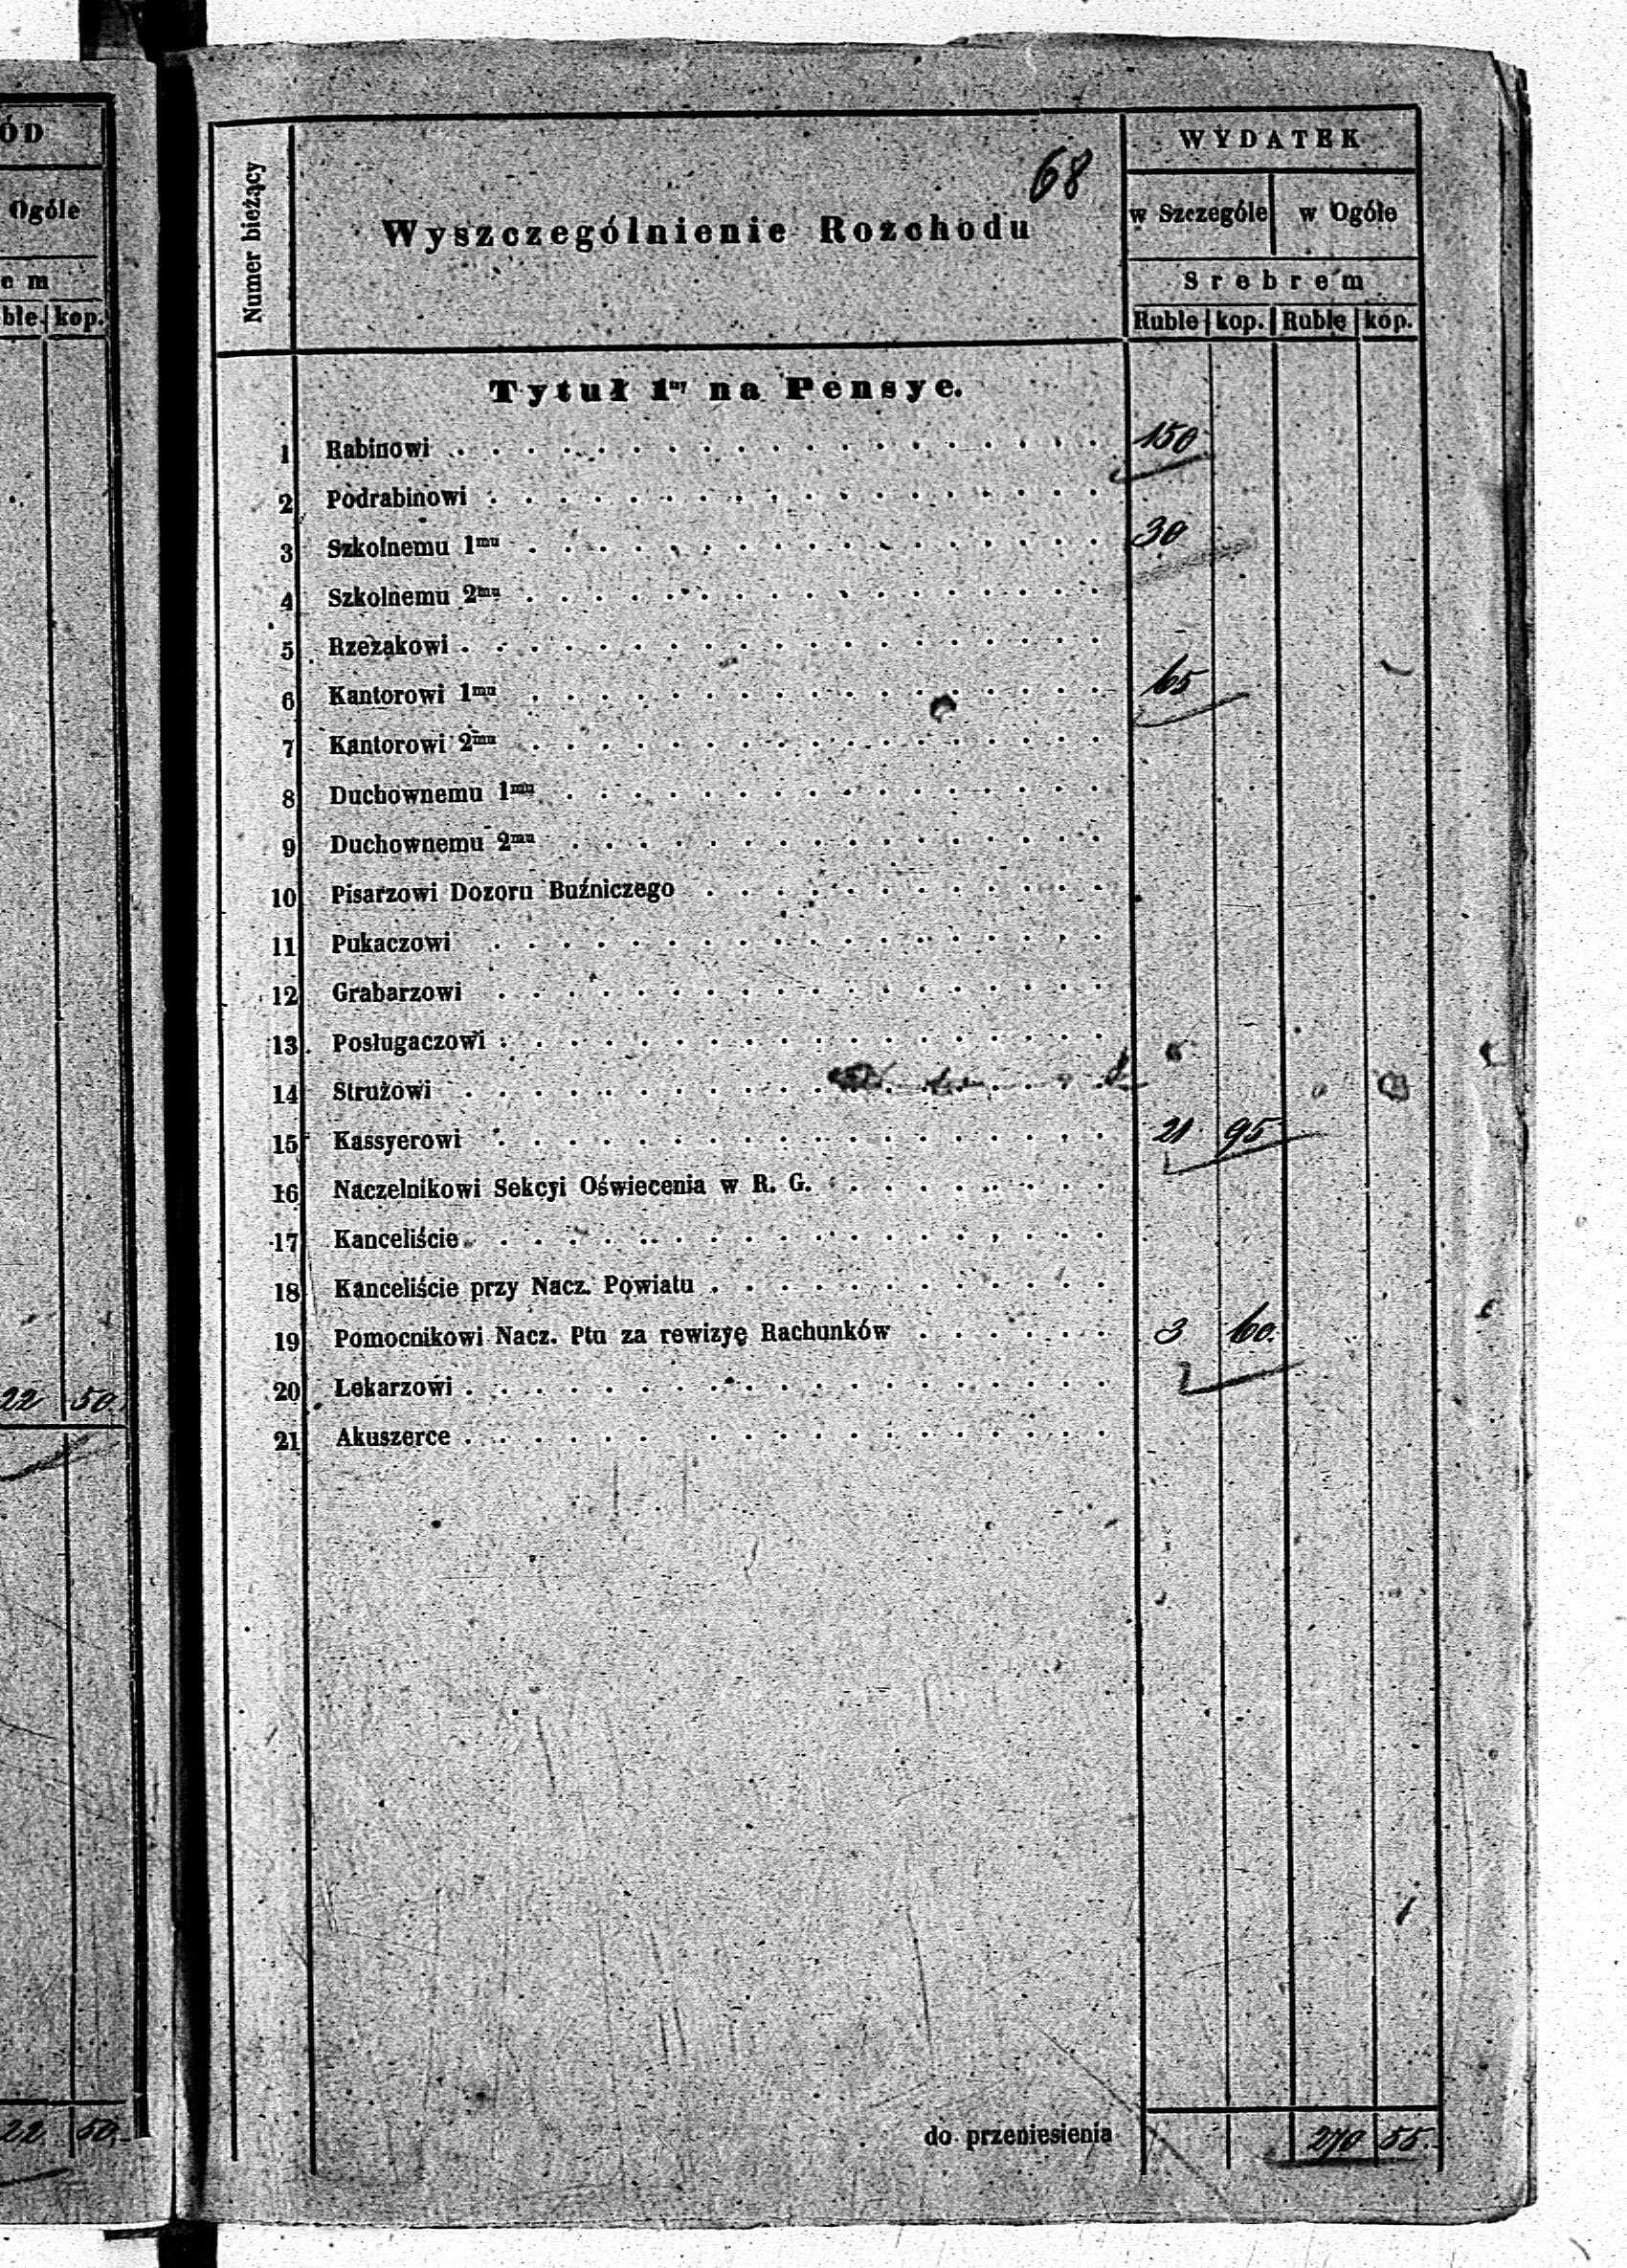 ÓD
Ogóle
em
ble. kop.
22 50.
22 50.
68
WYDATEK
Numer bieżący
Wyszczególnienie Rozchodu
w Szczególe w Ogóle
Srebrem
Ruble kop. Ruble kop.
Tytuł 1ny na Pensye.
1 Rabinowi 150
2 Podrabinowi
3 Szkolnemu 1mu 30
4 Szkolnemu 2mu
5 Rzezakowi
6 Kantorowi 1mu 65
7 Kantorowi 2mu
8 Duchownemu 1mu
9 Duchownemu 2mu
10 Pisarzowi Dozoru Buźniczego
11 Pukaczowi
12 Grabarzowi
13 Posługaczowi
14 Strużowi
15 Kassyerowi 21 95
16 Naczelnikowi Sekcyi Oświecenia w R. G.
17 Kanceliście
18 Kanceliście przy Nacz. Powiatu
19 Pomocnikowi Nacz. Ptu za rewizyę Rachunków 3 60.
20 Lekarzowi
21 Akuszerce
do przeniesienia 270 55.